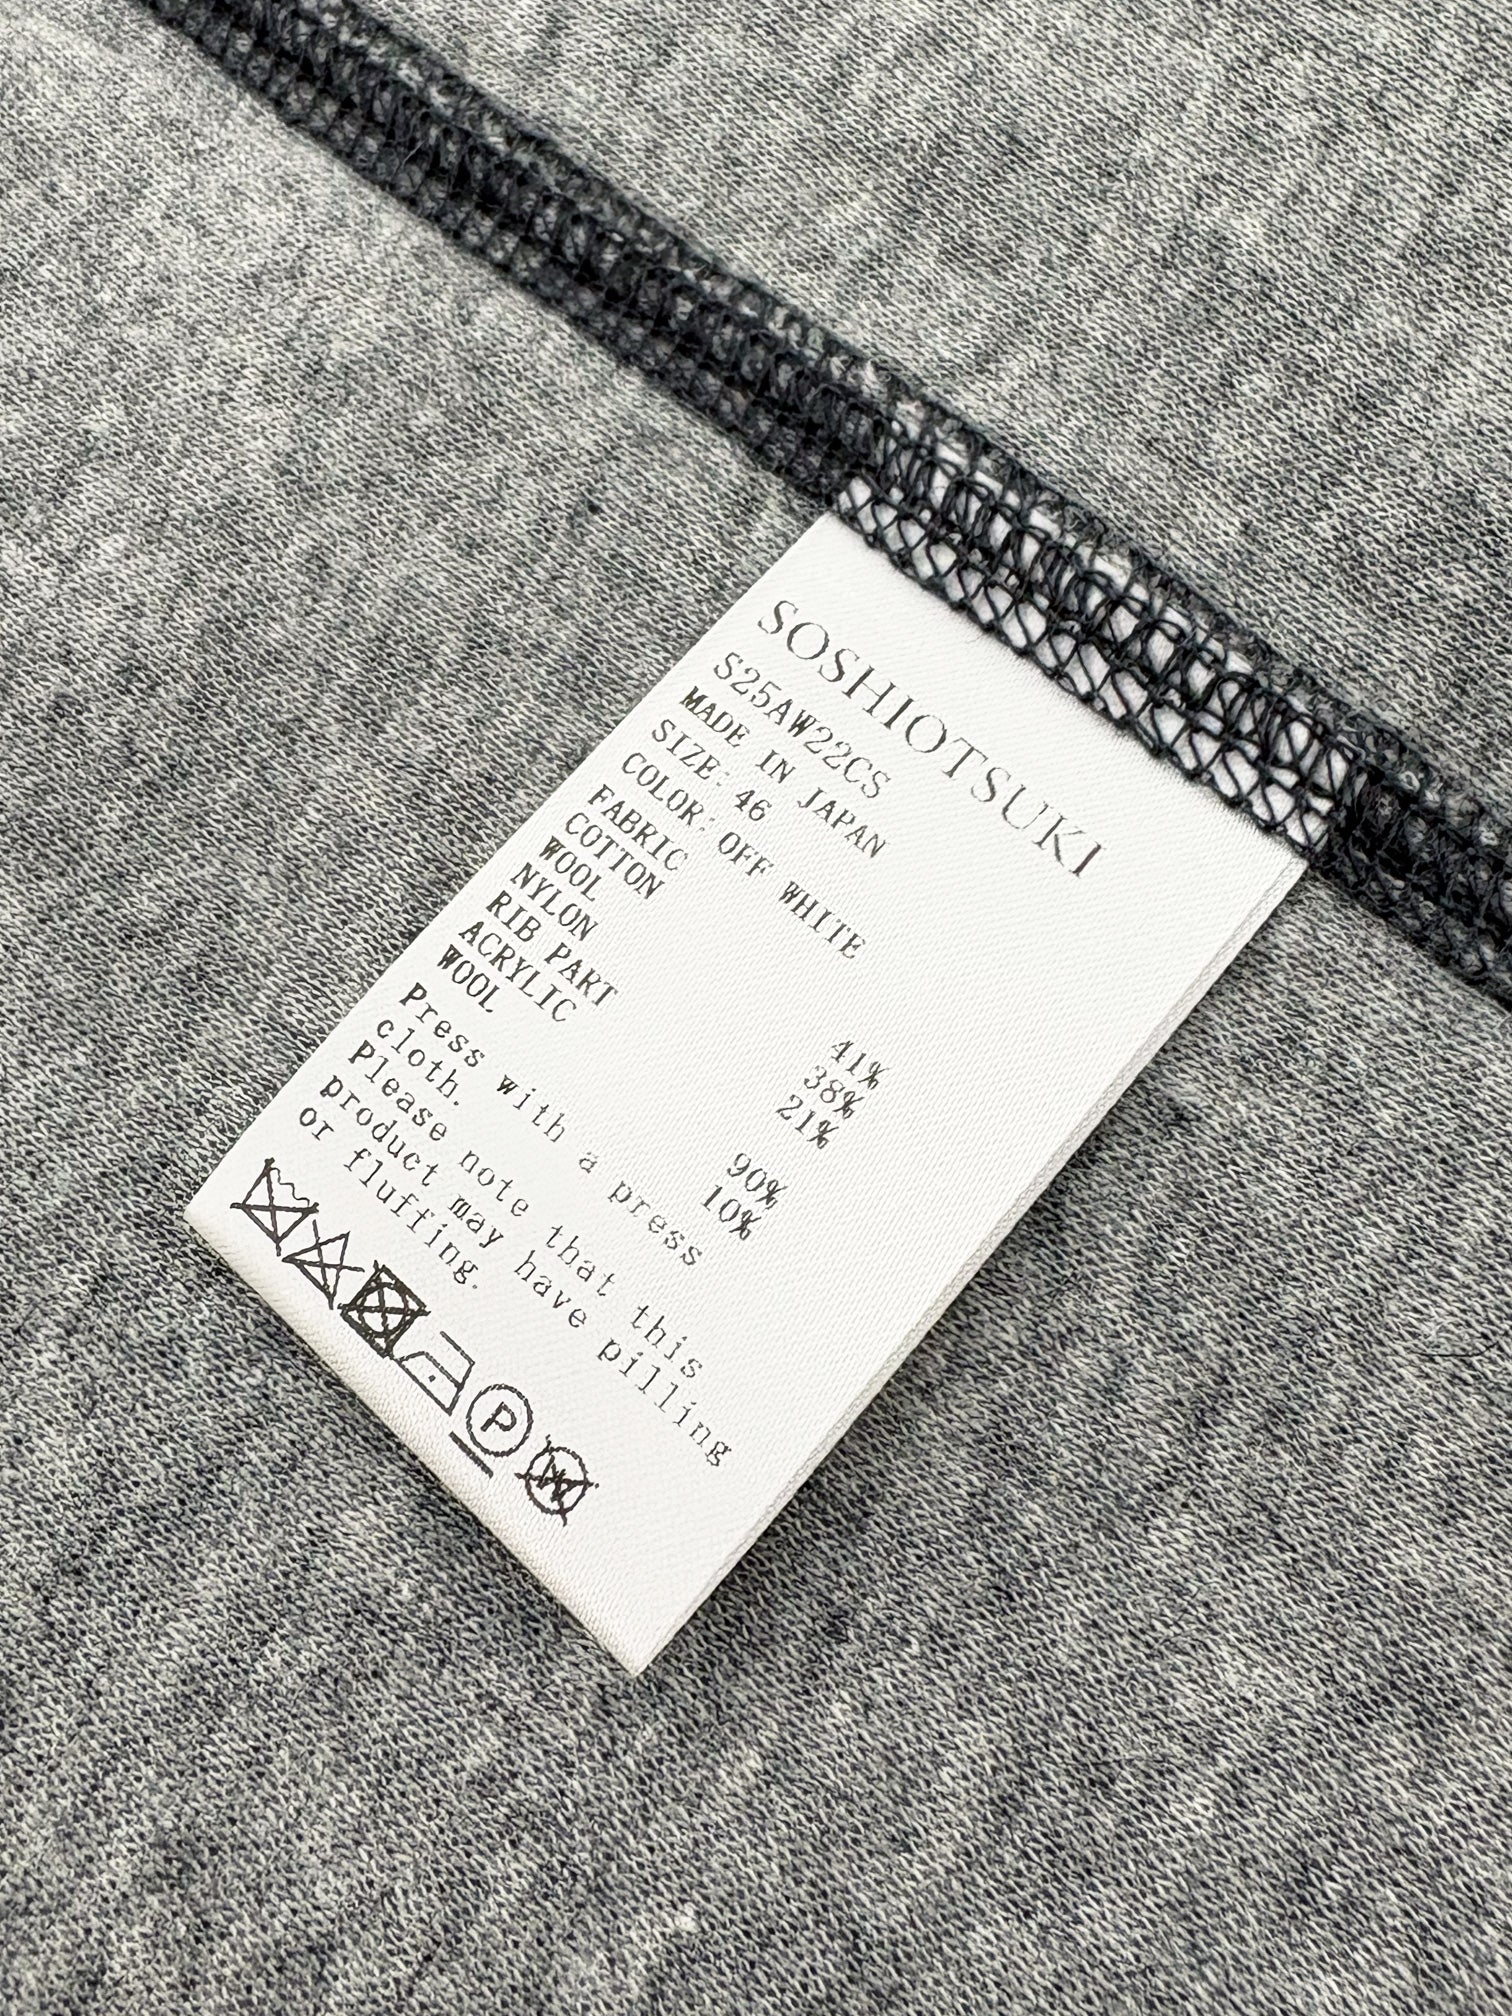 SOSHIOTSUKI
S25AW22CS
MADE IN JAPAN
SIZE: 46
COLOR: OFF WHITE
FABRIC
COTTON 41%
WOOL 38%
NYLON 21%
RIB PART
ACRYLIC 90%
WOOL 10%
Press with a press
cloth.
Please note that this
product may have pilling
or fluffing.
P
W